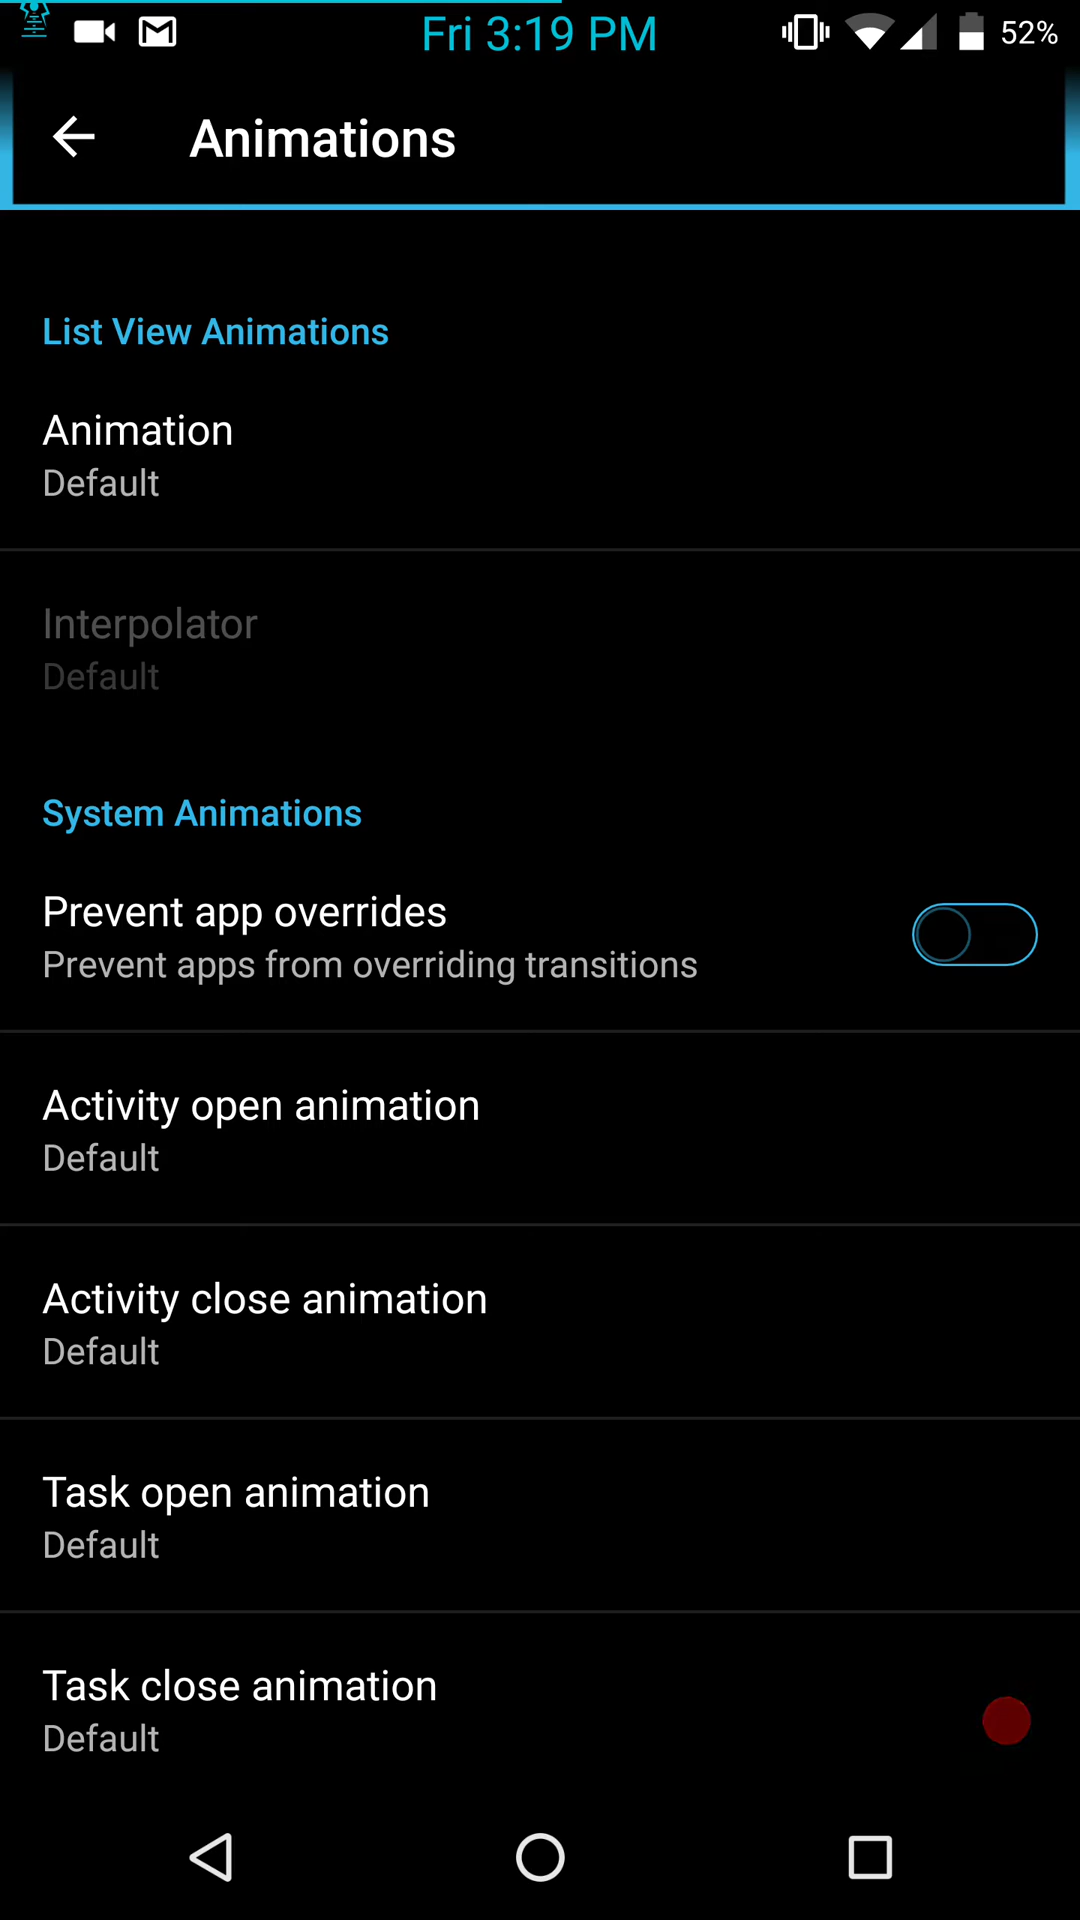 Fri 3:19 PM
52%
Animations
List View Animations
Animation
Default
Interpolator
Default
System Animations
Prevent app overrides
Prevent apps from overriding transitions
Activity open animation
Default
Activity close animation
Default
Task open animation
Default
Task close animation
Default